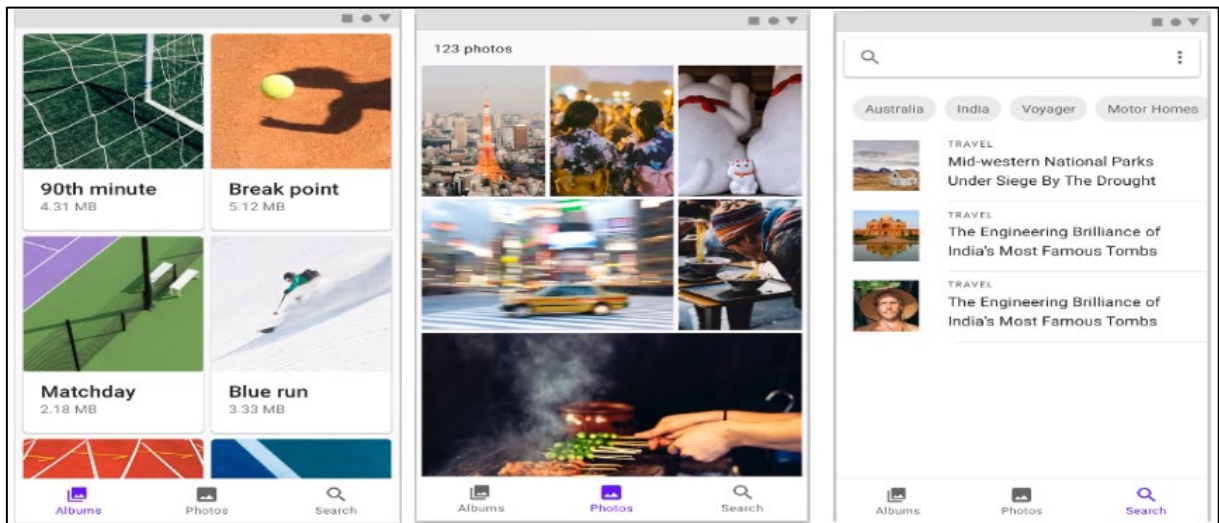 90th minute
4.31 MB
Break point
5.12 MB
Matchday
2.18 MB
Blue run
3.33 MB
Albums
Photos
Search
123 photos
Albums
Photos
Search
Australia
India
Voyager
Motor Homes
TRAVEL
Mid-western National Parks
Under Siege By The Drought
TRAVEL
The Engineering Brilliance of
India's Most Famous Tombs
TRAVEL
The Engineering Brilliance of
India's Most Famous Tombs
Albums
Photos
Search